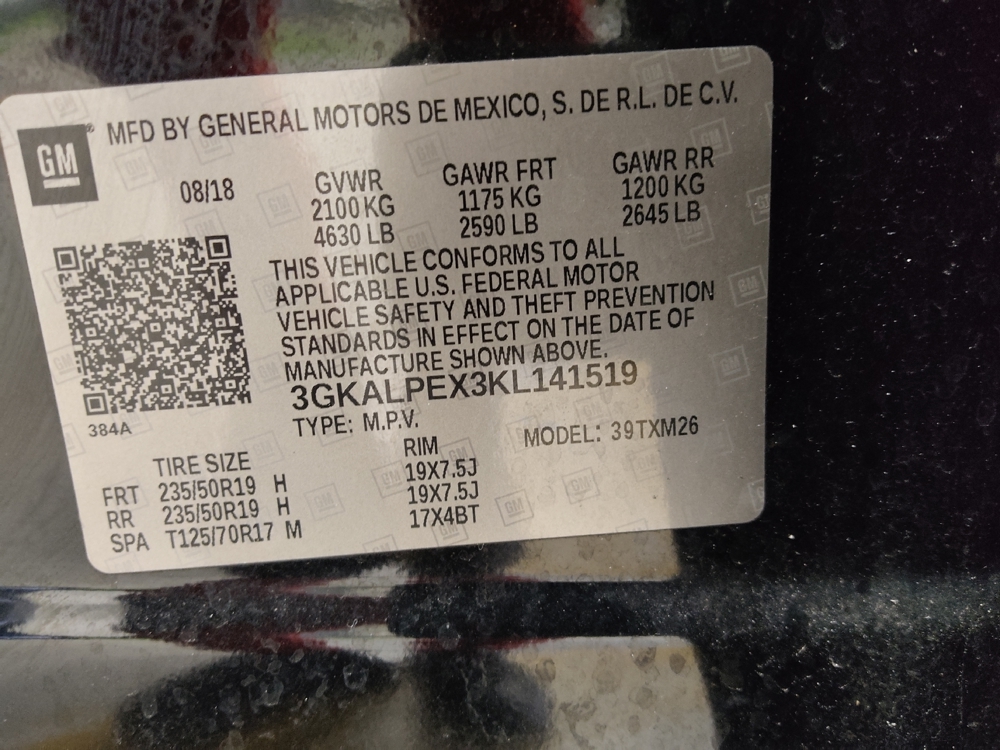 MFD BY GENERAL MOTORS DE MEXICO, S. DE R.L. DE C.V.
GM
08/18
GVWR GAWR FRT GAWR RR
2100 KG 1175 KG 1200 KG
4630 LB 2590 LB 2645 LB
THIS VEHICLE CONFORMS TO ALL
APPLICABLE U.S. FEDERAL MOTOR
VEHICLE SAFETY AND THEFT PREVENTION
STANDARDS IN EFFECT ON THE DATE OF
MANUFACTURE SHOWN ABOVE.
3GKALPEX3KL141519
384A
TYPE: M.P.V. MODEL: 39TXM26
TIRE SIZE RIM
FRT 235/50R19 H 19X7.5J
RR 235/50R19 H 19X7.5J
SPA T125/70R17 M 17X4BT